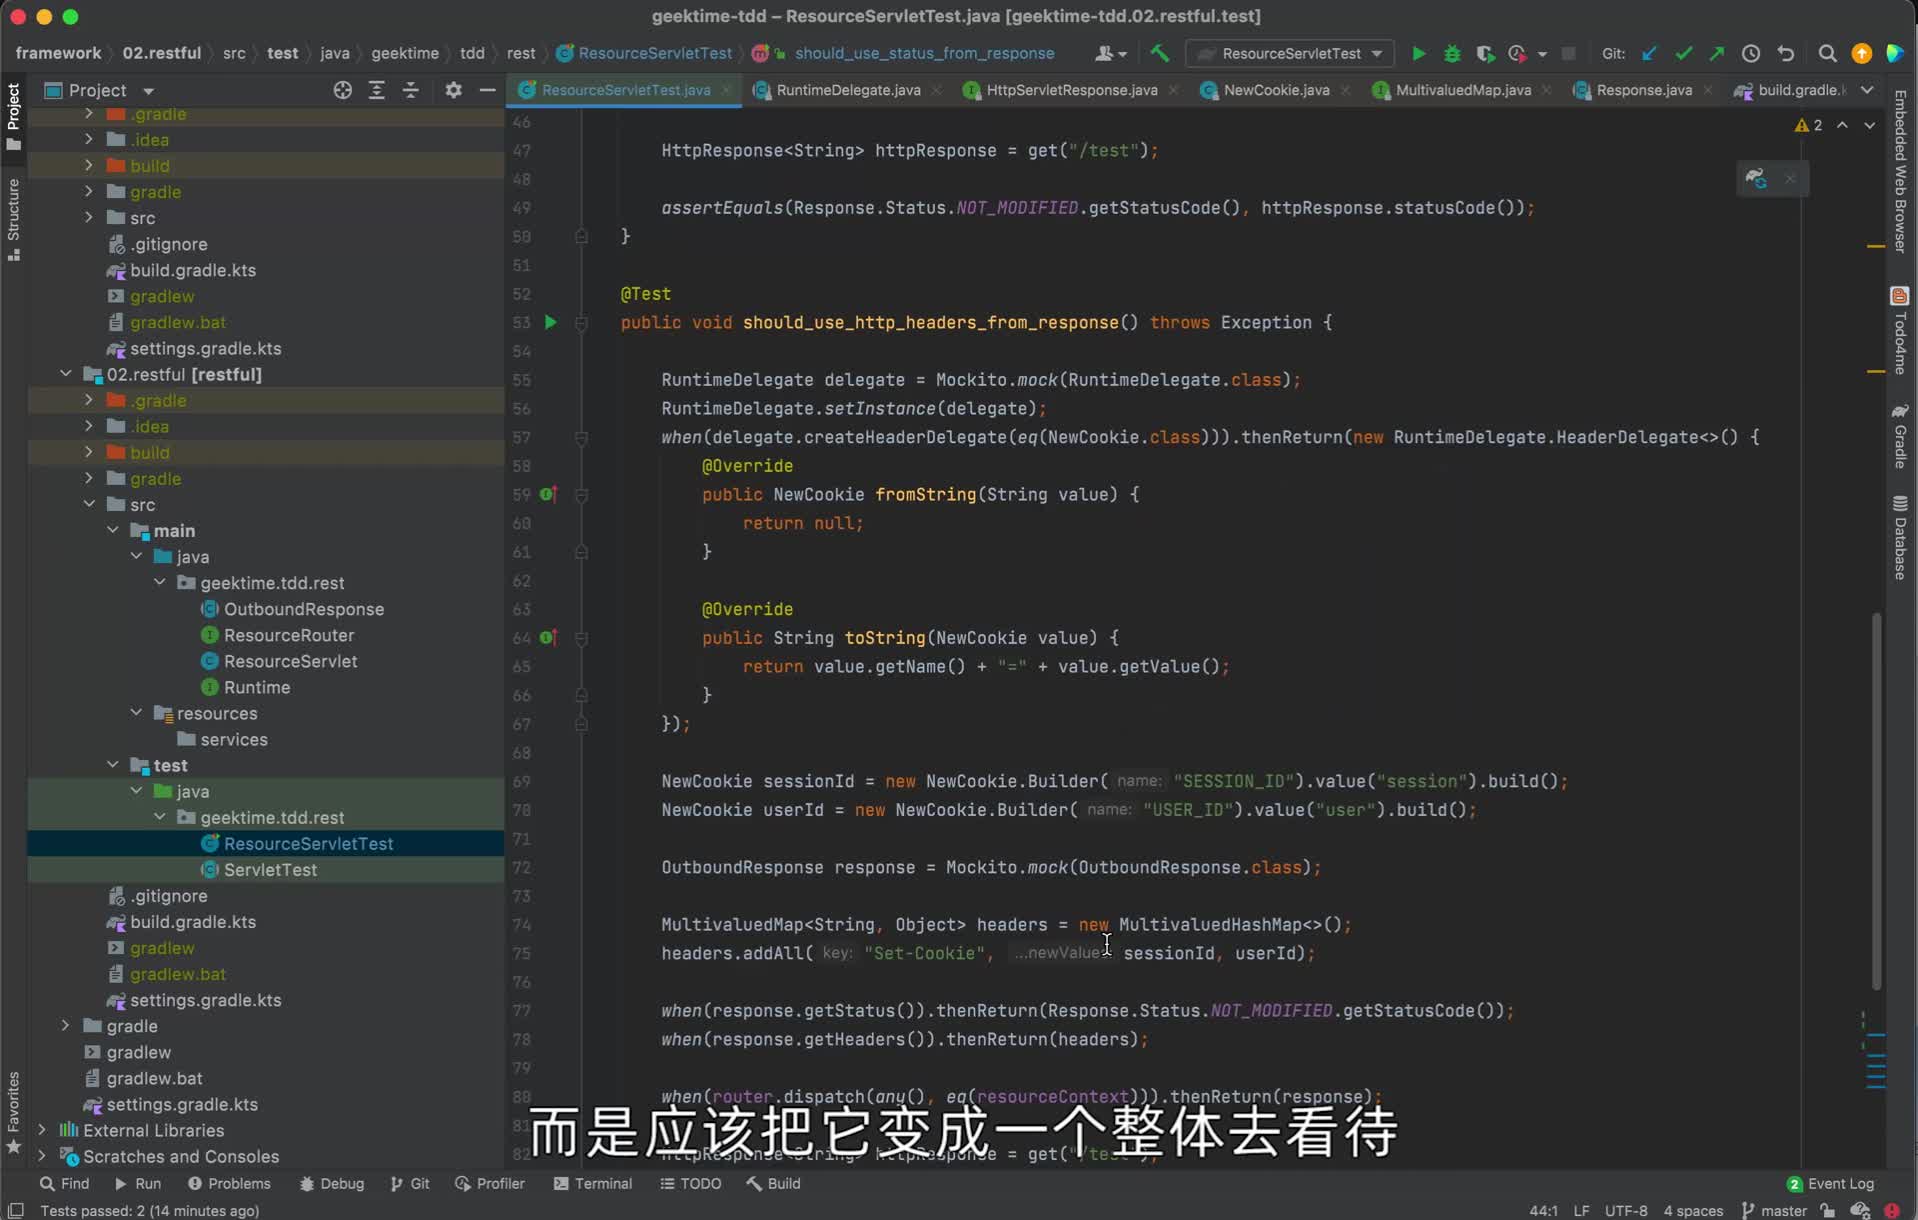 geektime-tdd – ResourceServletTest.java [geektime-tdd.02.restful.test]
framework 02.restful src test java geektime tdd rest ResourceServletTest should_use_status_from_response ResourceServletTest Git:
Project
ResourceServletTest.java RuntimeDelegate.java HttpServletResponse.java NewCookie.java MultivaluedMap.java Response.java build.gradle.k
.gradle
.idea
build
gradle
src
.gitignore
build.gradle.kts
gradlew
gradlew.bat
settings.gradle.kts
02.restful [restful]
.gradle
.idea
build
gradle
src
main
java
geektime.tdd.rest
OutboundResponse
ResourceRouter
ResourceServlet
Runtime
resources
services
test
java
geektime.tdd.rest
ResourceServletTest
ServletTest
.gitignore
build.gradle.kts
gradlew
gradlew.bat
settings.gradle.kts
gradle
gradlew
gradlew.bat
settings.gradle.kts
External Libraries
Scratches and Consoles
Project
Structure
Favorites
2
46
47 HttpResponse<String> httpResponse = get("/test");
48
49 assertEquals(Response.Status.NOT_MODIFIED.getStatusCode(), httpResponse.statusCode());
50 }
51
52 @Test
53 public void should_use_http_headers_from_response() throws Exception {
54
55 RuntimeDelegate delegate = Mockito.mock(RuntimeDelegate.class);
56 RuntimeDelegate.setInstance(delegate);
57 when(delegate.createHeaderDelegate(eq(NewCookie.class))).thenReturn(new RuntimeDelegate.HeaderDelegate<>() {
58 @Override
59 public NewCookie fromString(String value) {
60 return null;
61 }
62
63 @Override
64 public String toString(NewCookie value) {
65 return value.getName() + "=" + value.getValue();
66 }
67 });
68
69 NewCookie sessionId = new NewCookie.Builder( name: "SESSION_ID").value("session").build();
70 NewCookie userId = new NewCookie.Builder( name: "USER_ID").value("user").build();
71
72 OutboundResponse response = Mockito.mock(OutboundResponse.class);
73
74 MultivaluedMap<String, Object> headers = new MultivaluedHashMap<>();
75 headers.addAll( key: "Set-Cookie", ...newValue sessionId, userId);
76
77 when(response.getStatus()).thenReturn(Response.Status.NOT_MODIFIED.getStatusCode());
78 when(response.getHeaders()).thenReturn(headers);
79
80 when(router.dispatch(any(), eq(resourceContext))).thenReturn(response);
81
82 HttpResponse<String> httpResponse = get("/test");
而是应该把它变成一个整体去看待
Embedded Web Browser
Todo4me
Gradle
Database
Find Run Problems Debug Git Profiler Terminal TODO Build 2 Event Log
Tests passed: 2 (14 minutes ago) 44:1 LF UTF-8 4 spaces master